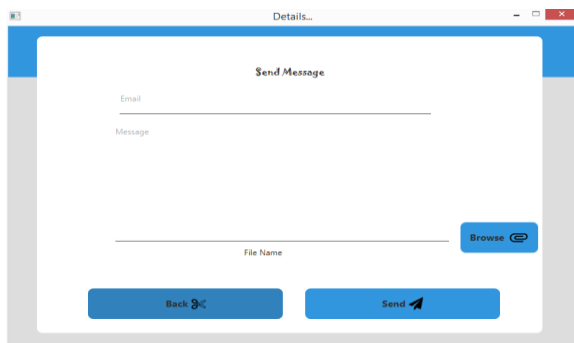 Details...
Send Message
Email
Message
Browse
File Name
Back
Send